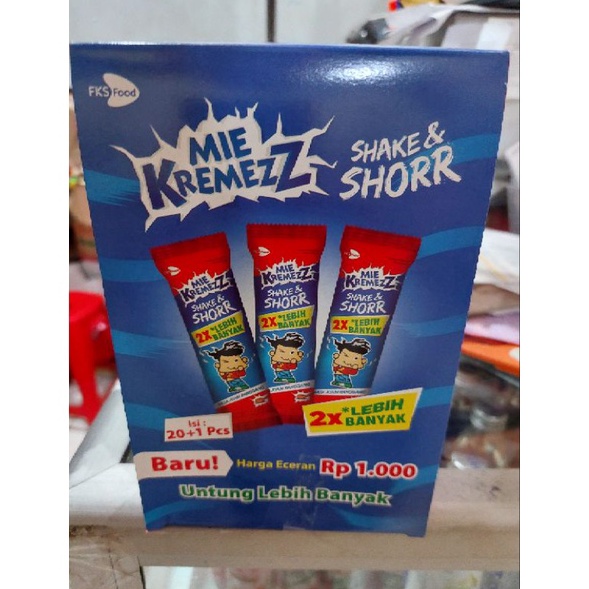 FKS Food
MIE
KREMEZZ
SHAKE &
SHORR
MIE
KREMEZZ
SHAKE &
SHORR
2X*LEBIH
BANYAK
MIE
KREMEZZ
SHAKE &
SHORR
2X*LEBIH
BANYAK
MIE
KREMEZZ
SHAKE &
SHORR
2X*LEBIH
BANYAK
2X*LEBIH
BANYAK
Isi :
20+1 Pcs
Baru! Harga Eceran Rp 1.000
Untung Lebih Banyak